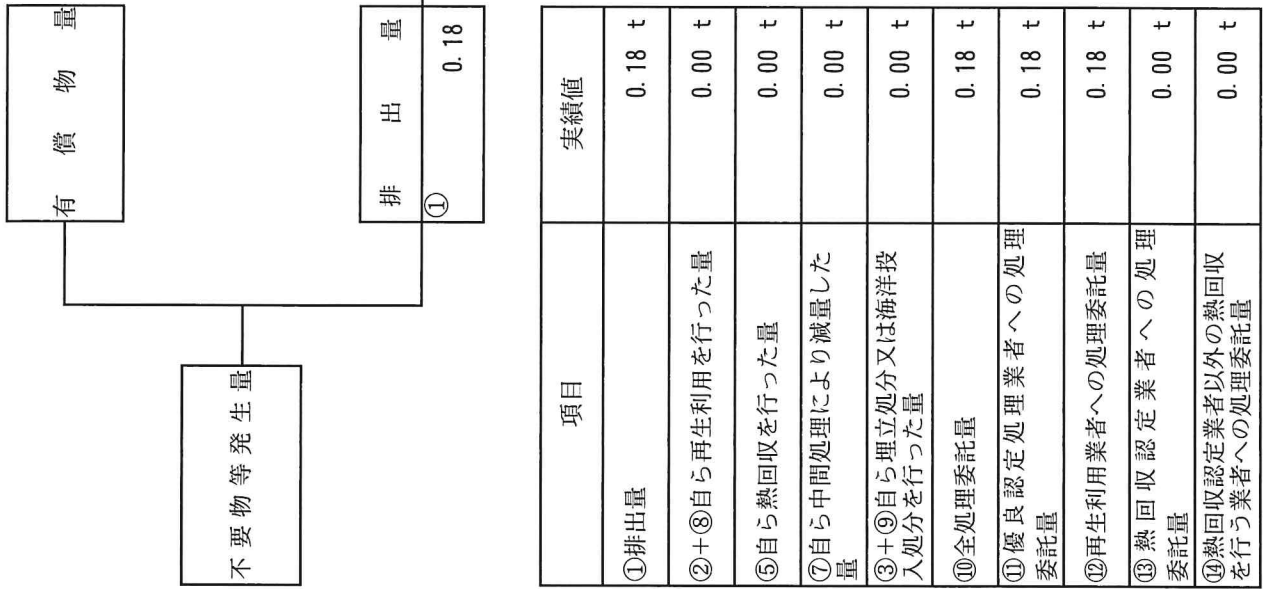 有償物量
不要物等発生量
排出量
①
0.18
項目
実績値
①排出量
0.18 t
②+⑧自ら再生利用を行った量
0.00 t
⑤自ら熱回収を行った量
0.00 t
⑦自ら中間処理により減量した
量
0.00 t
③+⑨自ら埋立処分又は海洋投
入処分を行った量
0.00 t
⑩全処理委託量
0.18 t
⑪優良認定処理業者への処理
委託量
0.18 t
⑫再生利用業者への処理委託量
0.18 t
⑬熱回収認定業者への処理
委託量
0.00 t
⑭熱回収認定業者以外の熱回収
を行う業者への処理委託量
0.00 t